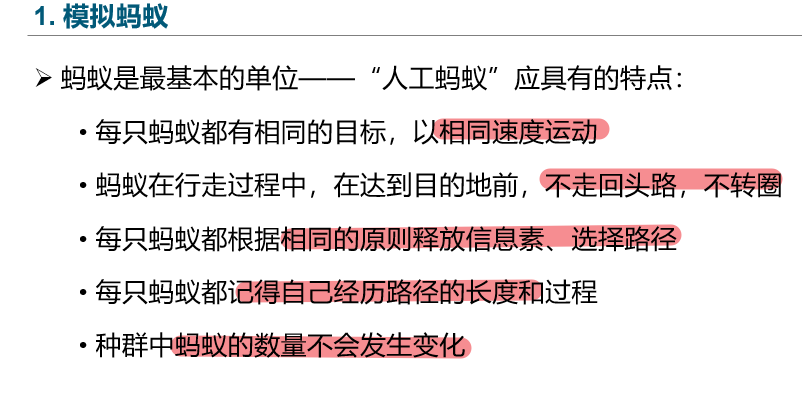 1. 模拟蚂蚁
➢ 蚂蚁是最基本的单位——“人工蚂蚁”应具有的特点：
• 每只蚂蚁都有相同的目标，以相同速度运动
• 蚂蚁在行走过程中，在达到目的地前，不走回头路，不转圈
• 每只蚂蚁都根据相同的原则释放信息素、选择路径
• 每只蚂蚁都记得自己经历路径的长度和过程
• 种群中蚂蚁的数量不会发生变化